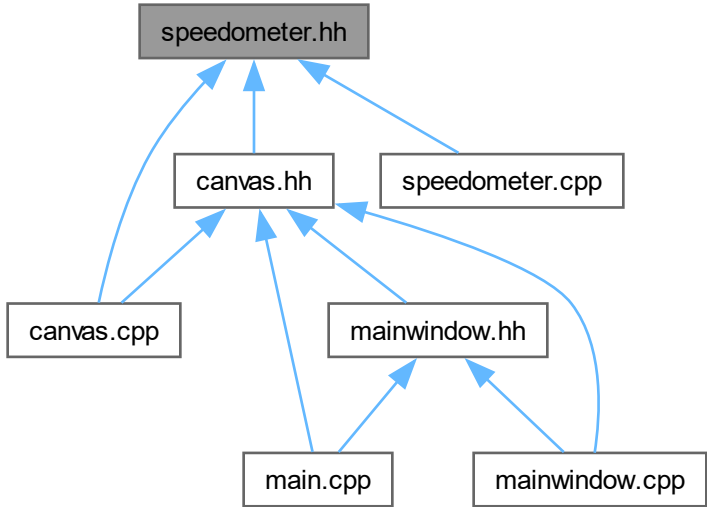 speedometer.hh
canvas.hh
speedometer.cpp
canvas.cpp
mainwindow.hh
main.cpp
mainwindow.cpp